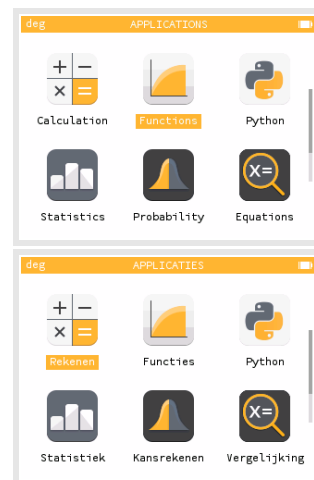 deg APPLICATIONS
+ − × =
Calculation Functions Python
X=
Statistics Probability Equations
deg APPLICATIES
+ − × =
Rekenen Functies Python
X=
Statistiek Kansrekenen Vergelijking